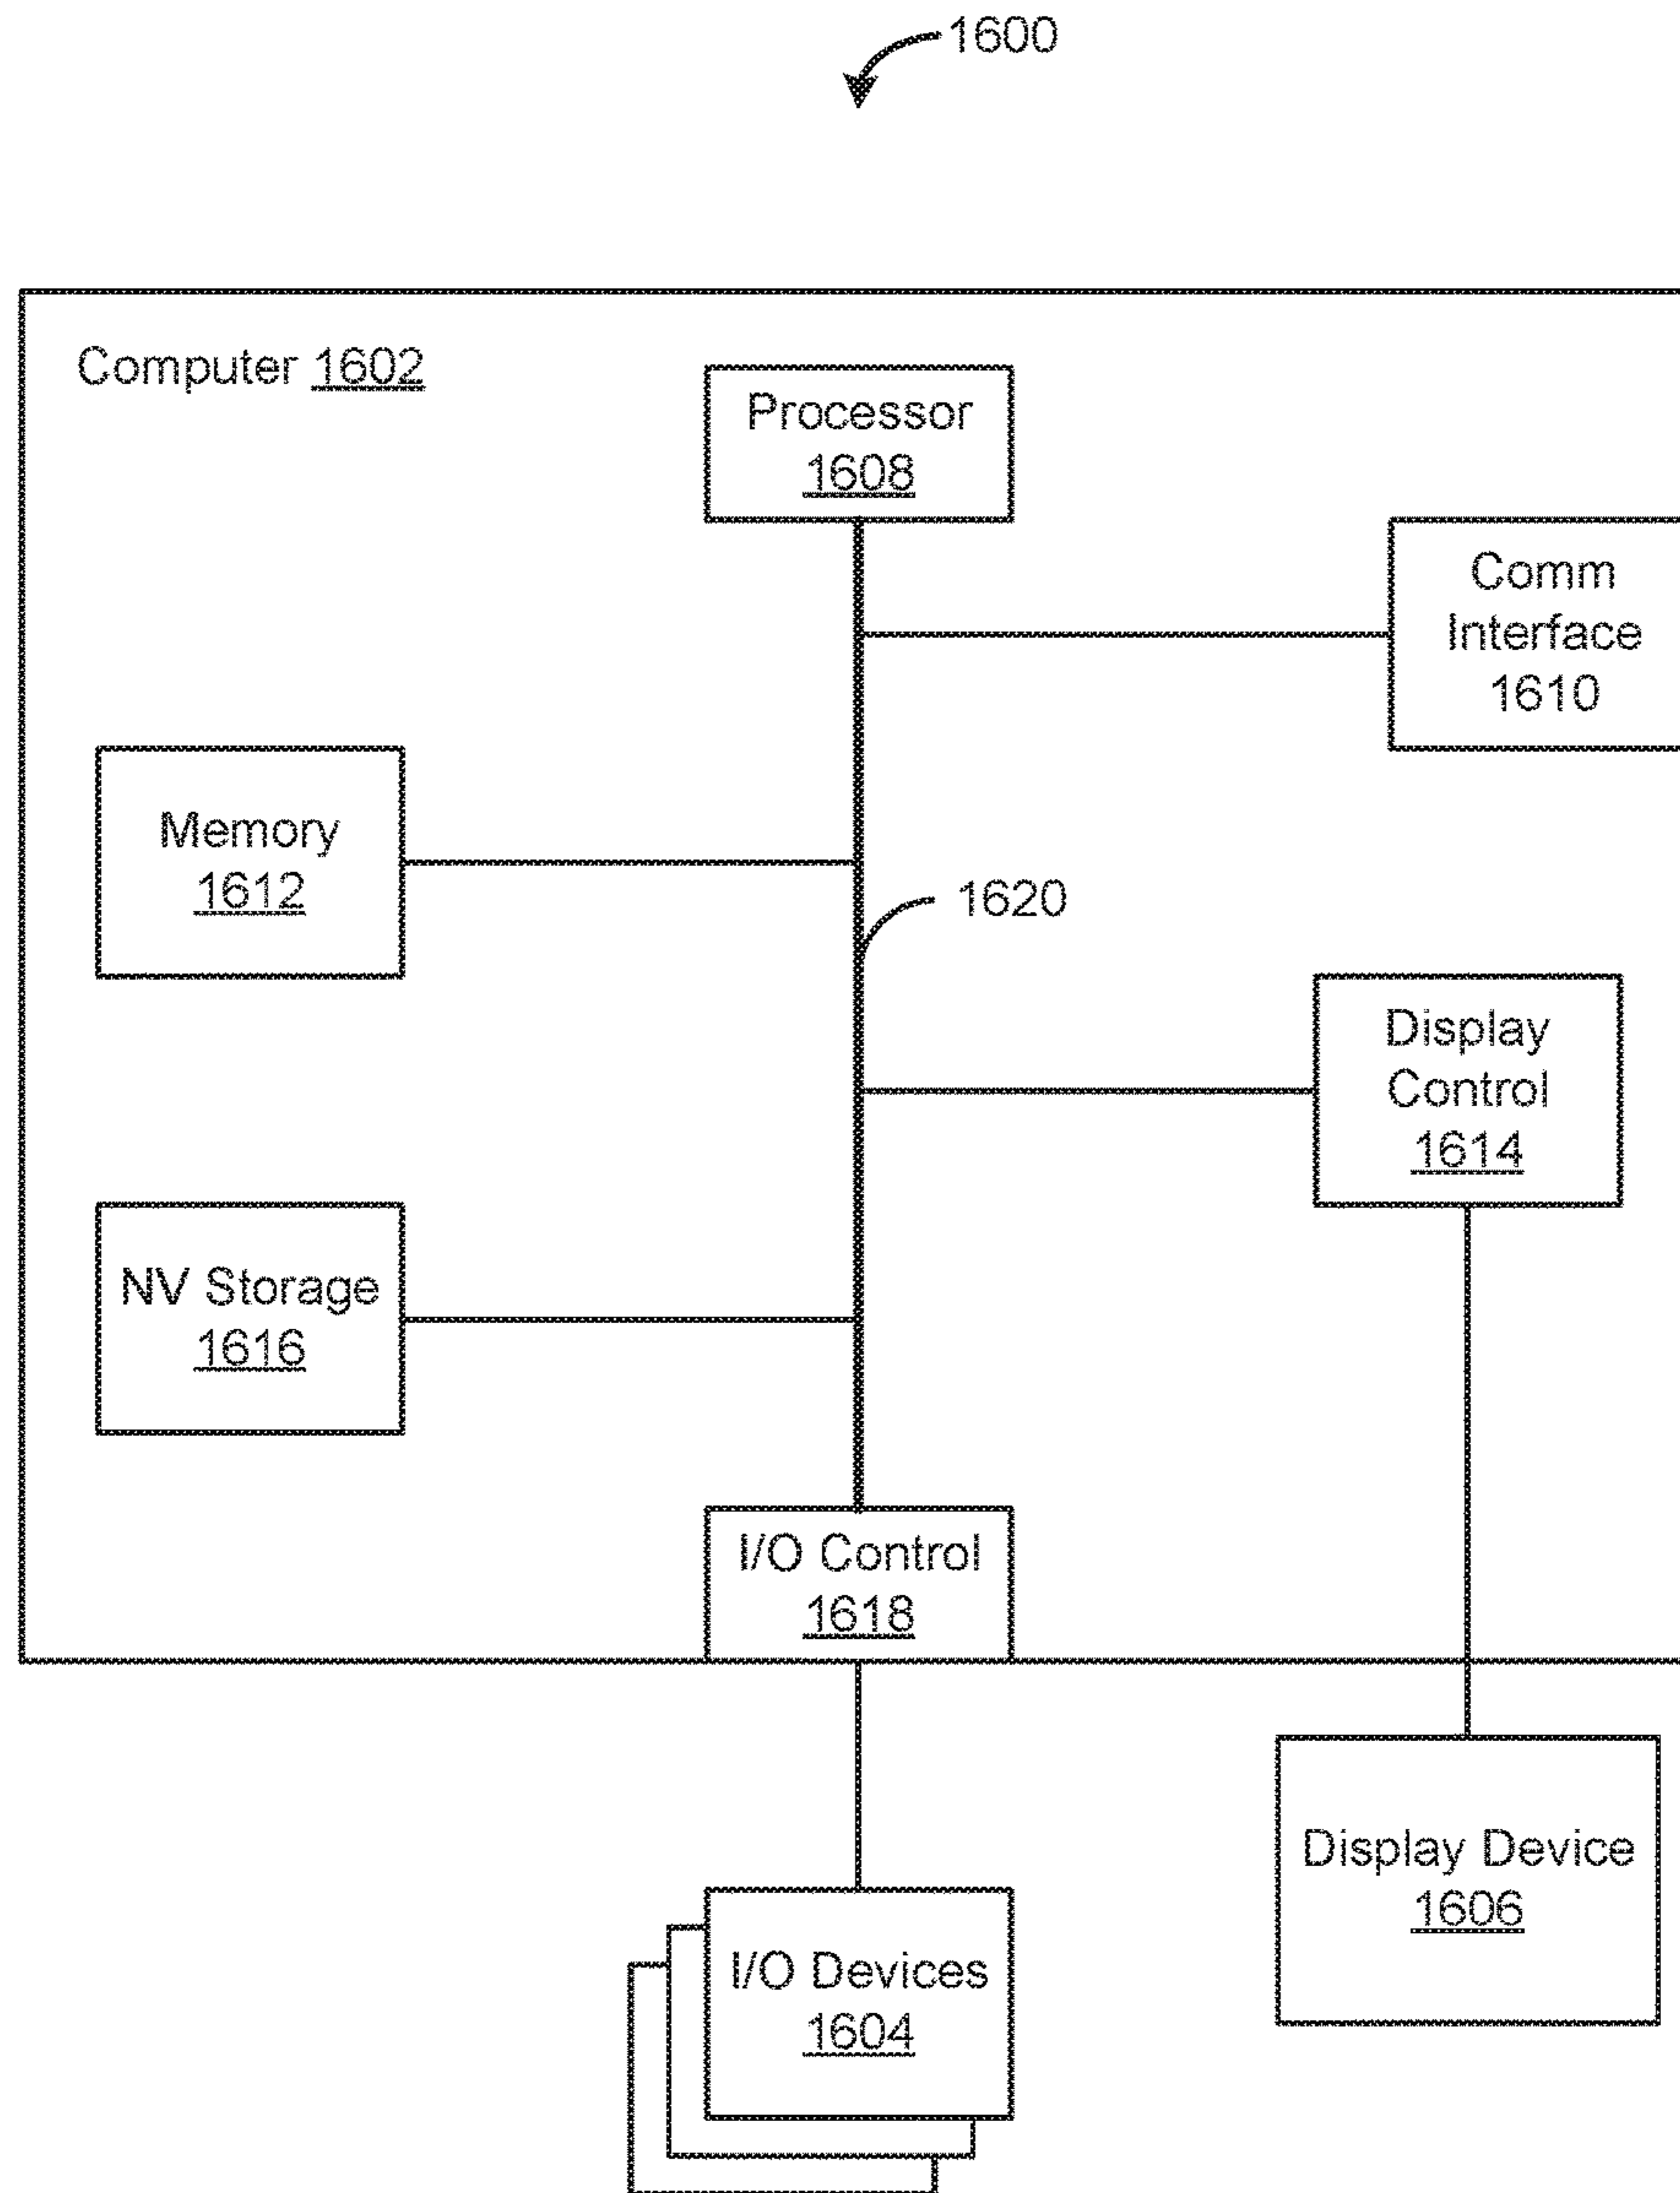 1600
Computer 1602
Processor
1608
Comm
Interface
1610
Memory
1612
1620
Display
Control
1614
NV Storage
1616
I/O Control
1618
Display Device
1606
I/O Devices
1604